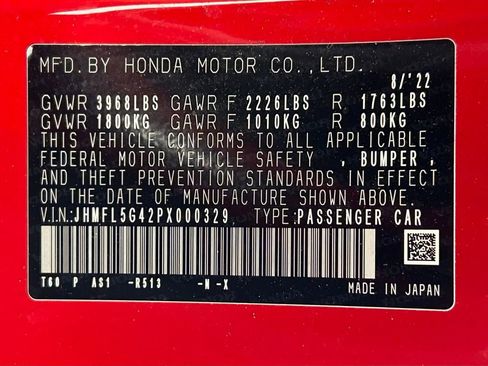 MFD.BY HONDA MOTOR CO.,LTD.
8/'22
GVWR 3968LBS GAWR F 2226LBS R 1763LBS
GVWR 1800KG GAWR F 1010KG R 800KG
THIS VEHICLE CONFORMS TO ALL APPLICABLE
FEDERAL MOTOR VEHICLE SAFETY , BUMPER ,
AND THEFT PREVENTION STANDARDS IN EFFECT
ON THE DATE OF MANUFACTURE SHOWN ABOVE.
V.IN:JHMFL5G42PX000329 TYPE:PASSENGER CAR
T60 P AS1 -R513 -N -X
MADE IN JAPAN